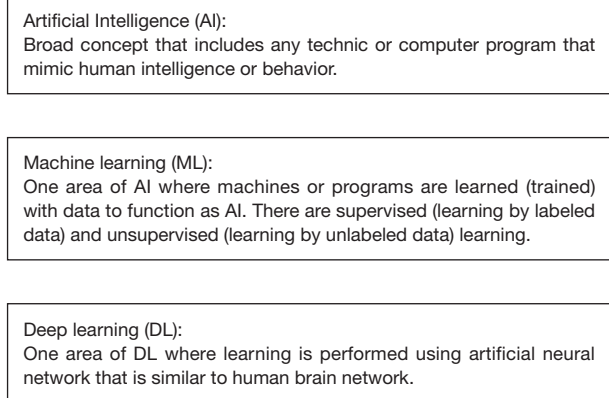 Artificial Intelligence (AI):
Broad concept that includes any technic or computer program that
mimic human intelligence or behavior.
Machine learning (ML):
One area of AI where machines or programs are learned (trained)
with data to function as AI. There are supervised (learning by labeled
data) and unsupervised (learning by unlabeled data) learning.
Deep learning (DL):
One area of DL where learning is performed using artificial neural
network that is similar to human brain network.